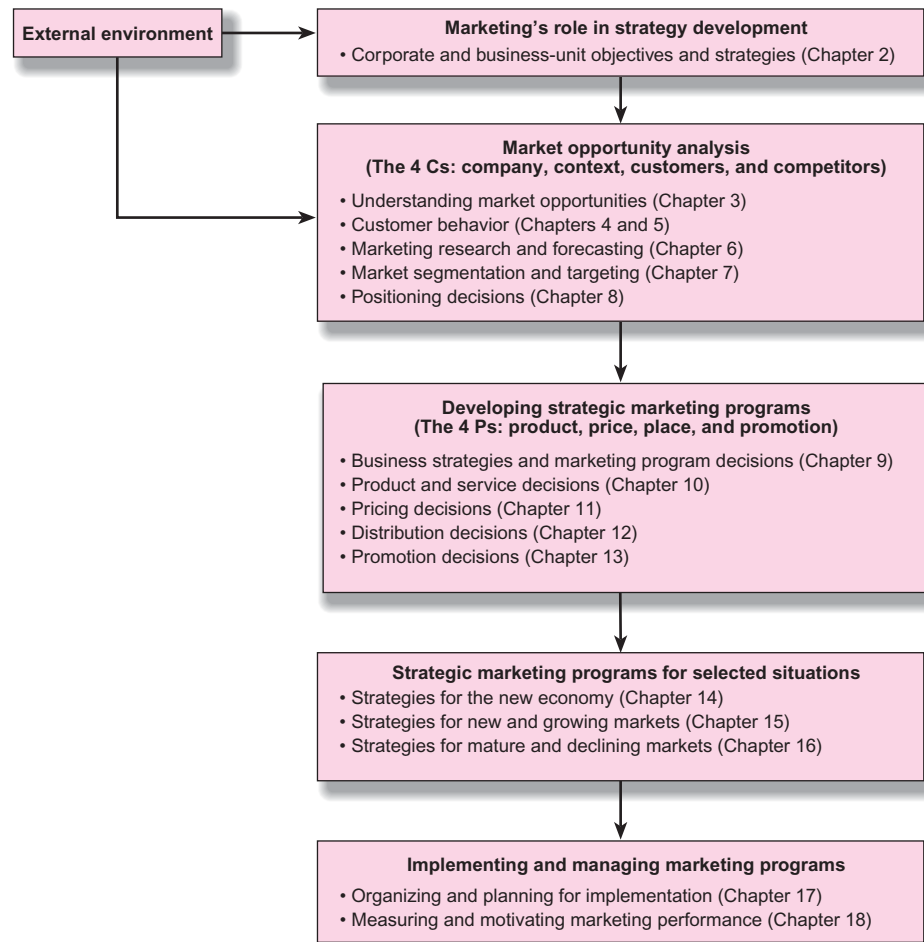 External environment
Marketing's role in strategy development
• Corporate and business-unit objectives and strategies (Chapter 2)
Market opportunity analysis
(The 4 Cs: company, context, customers, and competitors)
• Understanding market opportunities (Chapter 3)
• Customer behavior (Chapters 4 and 5)
• Marketing research and forecasting (Chapter 6)
• Market segmentation and targeting (Chapter 7)
• Positioning decisions (Chapter 8)
Developing strategic marketing programs
(The 4 Ps: product, price, place, and promotion)
• Business strategies and marketing program decisions (Chapter 9)
• Product and service decisions (Chapter 10)
• Pricing decisions (Chapter 11)
• Distribution decisions (Chapter 12)
• Promotion decisions (Chapter 13)
Strategic marketing programs for selected situations
• Strategies for the new economy (Chapter 14)
• Strategies for new and growing markets (Chapter 15)
• Strategies for mature and declining markets (Chapter 16)
Implementing and managing marketing programs
• Organizing and planning for implementation (Chapter 17)
• Measuring and motivating marketing performance (Chapter 18)